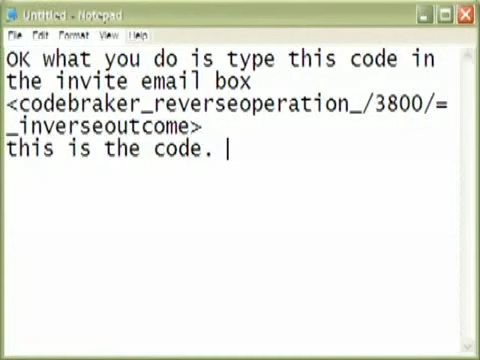 Untitled - Notepad
File Edit Format View Help
OK what you do is type this code in
the invite email box
<codebraker_reverseoperation_/3800/=
_inverseoutcome>
this is the code.